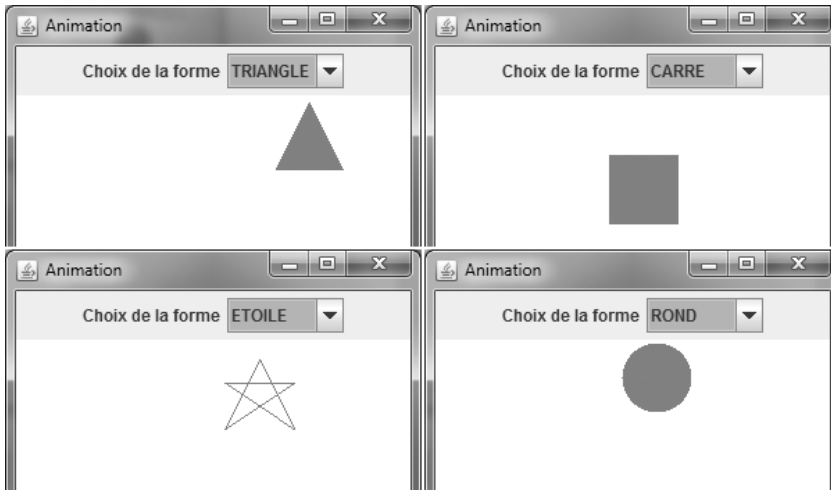 Animation
Choix de la forme TRIANGLE
Animation
Choix de la forme CARRE
Animation
Choix de la forme ETOILE
Animation
Choix de la forme ROND